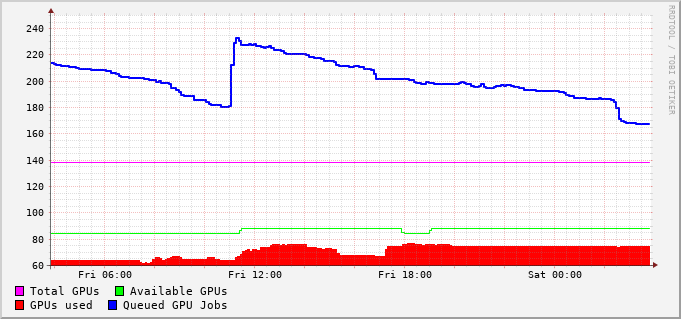 240
220
200
180
160
140
120
100
80
60
Fri 06:00 Fri 12:00 Fri 18:00 Sat 00:00
Total GPUs Available GPUs
GPUs used Queued GPU Jobs
RRDTOOL / TOBI OETIKER